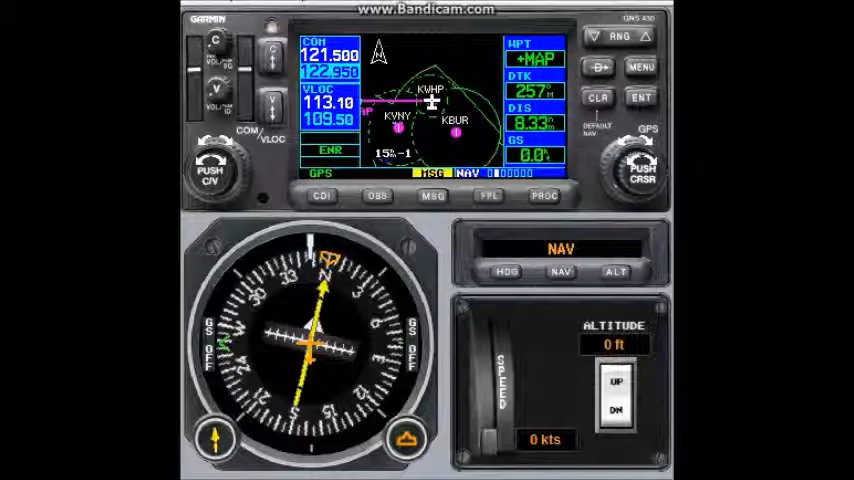 www.Bandicam.com
GARMIN
GNS 430
COM
121.500
122.950
VLOC
113.10
109.50
ENR
GPS
N
KWHP
KVNY
KBUR
MSG
NAV
WPT
+MAP
DTK
257°M
DIS
8.33
GS
0.0
RNG
MENU
CLR
ENT
DEFAULT
NAV
GPS
C
V
COM
/VLOC
PUSH
C/V
PUSH
CRSR
CDI
OBS
MSG
FPL
PROC
NAV
HDG
NAV
ALT
N
3
6
E
12
15
S
21
24
W
30
33
GS
OFF
GS
OFF
SPEED
0 kts
ALTITUDE
0 ft
UP
DN